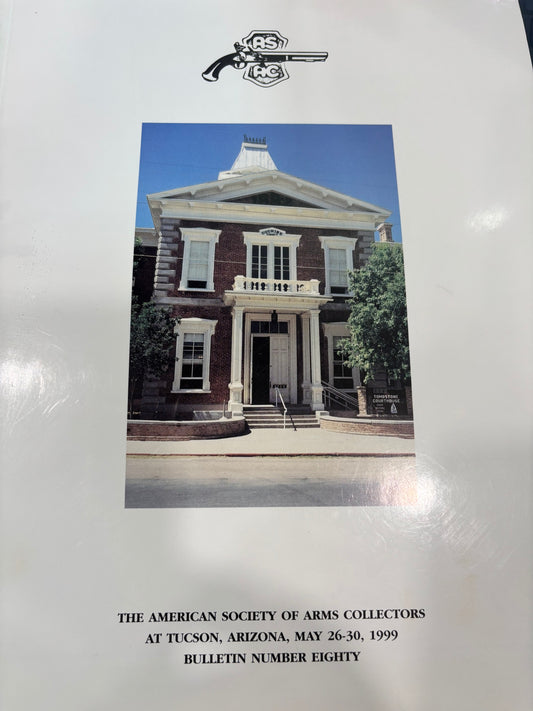 AS
AC
COCHISE
TOMBSTONE
COURTHOUSE
THE AMERICAN SOCIETY OF ARMS COLLECTORS
AT TUCSON, ARIZONA, MAY 26-30, 1999
BULLETIN NUMBER EIGHTY